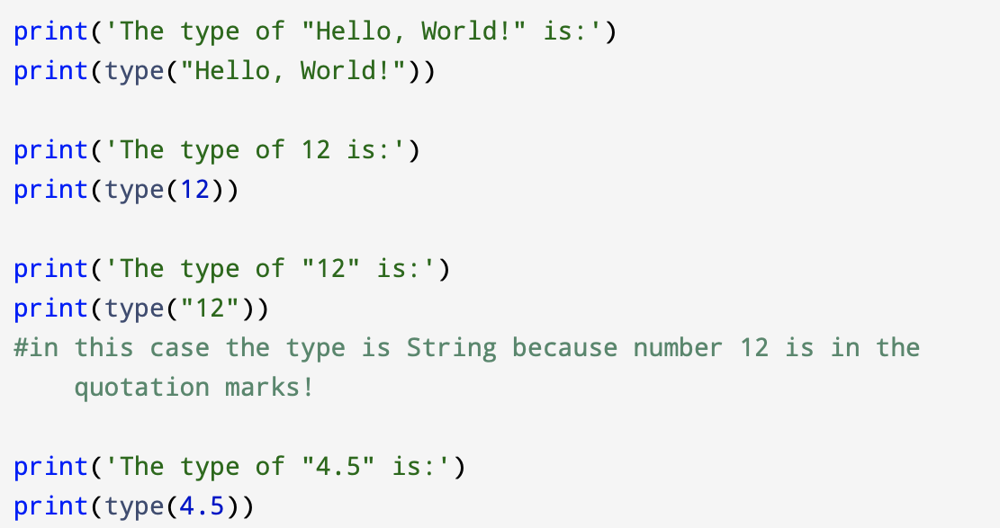 print('The type of "Hello, World!" is:')
print(type("Hello, World!"))
print('The type of 12 is:')
print(type(12))
print('The type of "12" is:')
print(type("12"))
#in this case the type is String because number 12 is in the
quotation marks!
print('The type of "4.5" is:')
print(type(4.5))